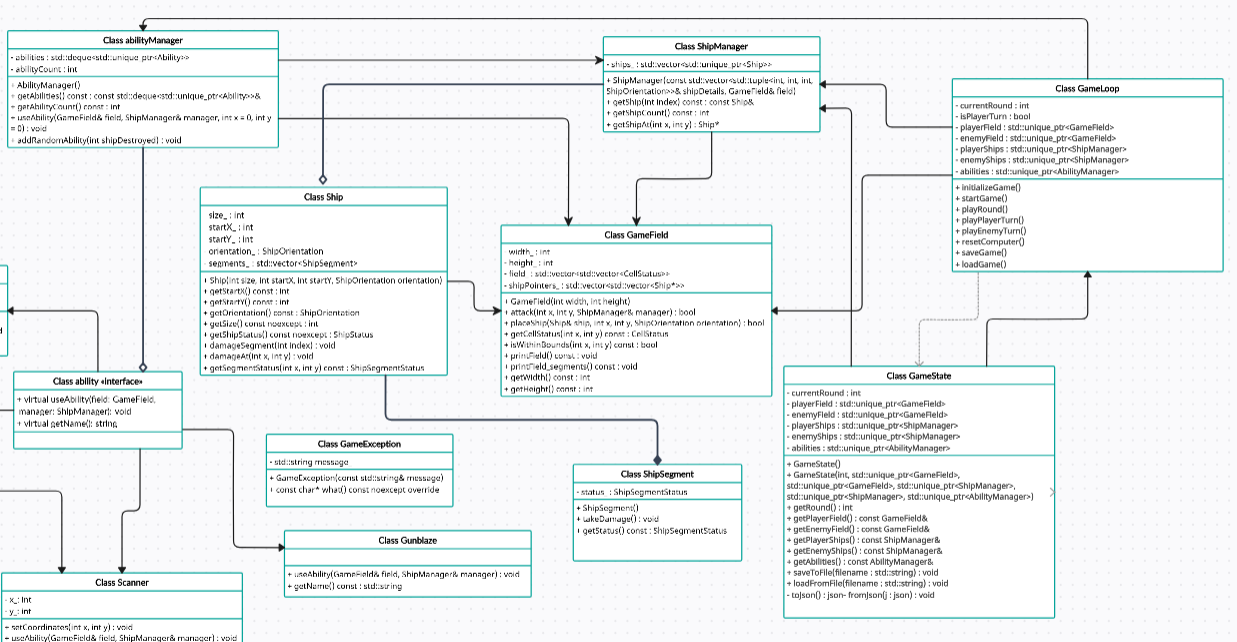 Class abilityManager
- abilities : std::deque<std::unique_ptr<Ability>>
- abilityCount : int
+ AbilityManager()
+ getAbilities() const : const std::deque<std::unique_ptr<Ability>>&
+ getAbilityCount() const : int
+ useAbility(GameField& field, ShipManager& manager, int x = 0, int y
= 0) : void
+ addRandomAbility(int shipDestroyed) : void
Class ShipManager
- ships_ : std::vector<std::unique_ptr<Ship>>
+ ShipManager(const std::vector<std::tuple<int, int, int,
ShipOrientation>>& shipDetails, GameField& field)
+ getShip(int index) const : const Ship&
+ getShipCount() const : int
+ getShipAt(int x, int y) : Ship*
Class GameLoop
- currentRound : int
- isPlayerTurn : bool
- playerField : std::unique_ptr<GameField>
- enemyField : std::unique_ptr<GameField>
- playerShips : std::unique_ptr<ShipManager>
- enemyShips : std::unique_ptr<ShipManager>
- abilities : std::unique_ptr<AbilityManager>
+ initializeGame()
+ startGame()
+ playRound()
+ playPlayerTurn()
+ playEnemyTurn()
+ resetComputer()
+ saveGame()
+ loadGame()
Class Ship
size_ : int
startX_ : int
startY_ : int
orientation_ : ShipOrientation
- segments_ : std::vector<ShipSegment>
+ Ship(int size, int startX, int startY, ShipOrientation orientation)
+ getStartX() const : int
+ getStartY() const : int
+ getOrientation() const : ShipOrientation
+ getSize() const noexcept : int
+ getShipStatus() const noexcept : ShipStatus
+ damageSegment(int index) : void
+ damageAt(int x, int y) : void
+ getSegmentStatus(int x, int y) const : ShipSegmentStatus
Class GameField
width_ : int
- height_ : int
- field_ : std::vector<std::vector<CellStatus>>
- shipPointers_ : std::vector<std::vector<Ship*>>
+ GameField(int width, int height)
+ attack(int x, int y, ShipManager& manager) : bool
+ placeShip(Ship& ship, int x, int y, ShipOrientation orientation) : bool
+ getCellStatus(int x, int y) const : CellStatus
+ isWithinBounds(int x, int y) const : bool
+ printField() const : void
+ printField_segments() const : void
+ getWidth() const : int
+ getHeight() const : int
d
Class ability «Interface»
+ virtual useAbility(field: GameField,
manager: ShipManager): void
+ virtual getName(): string
Class GameException
- std::string message
+ GameException(const std::string& message)
+ const char* what() const noexcept override
Class ShipSegment
- status_ : ShipSegmentStatus
+ ShipSegment()
+ takeDamage() : void
+ getStatus() const : ShipSegmentStatus
Class GameState
- currentRound : int
- playerField : std::unique_ptr<GameField>
- enemyField : std::unique_ptr<GameField>
- playerShips : std::unique_ptr<ShipManager>
- enemyShips : std::unique_ptr<ShipManager>
- abilities : std::unique_ptr<AbilityManager>
+ GameState()
+ GameState(int, std::unique_ptr<GameField>,
std::unique_ptr<GameField>, std::unique_ptr<ShipManager>,
std::unique_ptr<ShipManager>, std::unique_ptr<AbilityManager>)
+ getRound() : int
+ getPlayerField() : const GameField&
+ getEnemyField() : const GameField&
+ getPlayerShips() : const ShipManager&
+ getEnemyShips() : const ShipManager&
+ getAbilities() : const AbilityManager&
+ saveToFile(filename : std::string) : void
+ loadFromFile(filename : std::string) : void
- toJson() : json- fromJson(j : json) : void
Class Gunblaze
+ useAbility(GameField& field, ShipManager& manager) : void
+ getName() const : std::string
Class Scanner
- x_: int
- y_: int
+ setCoordinates(int x, int y) : void
+ useAbility(GameField& field, ShipManager& manager) : void